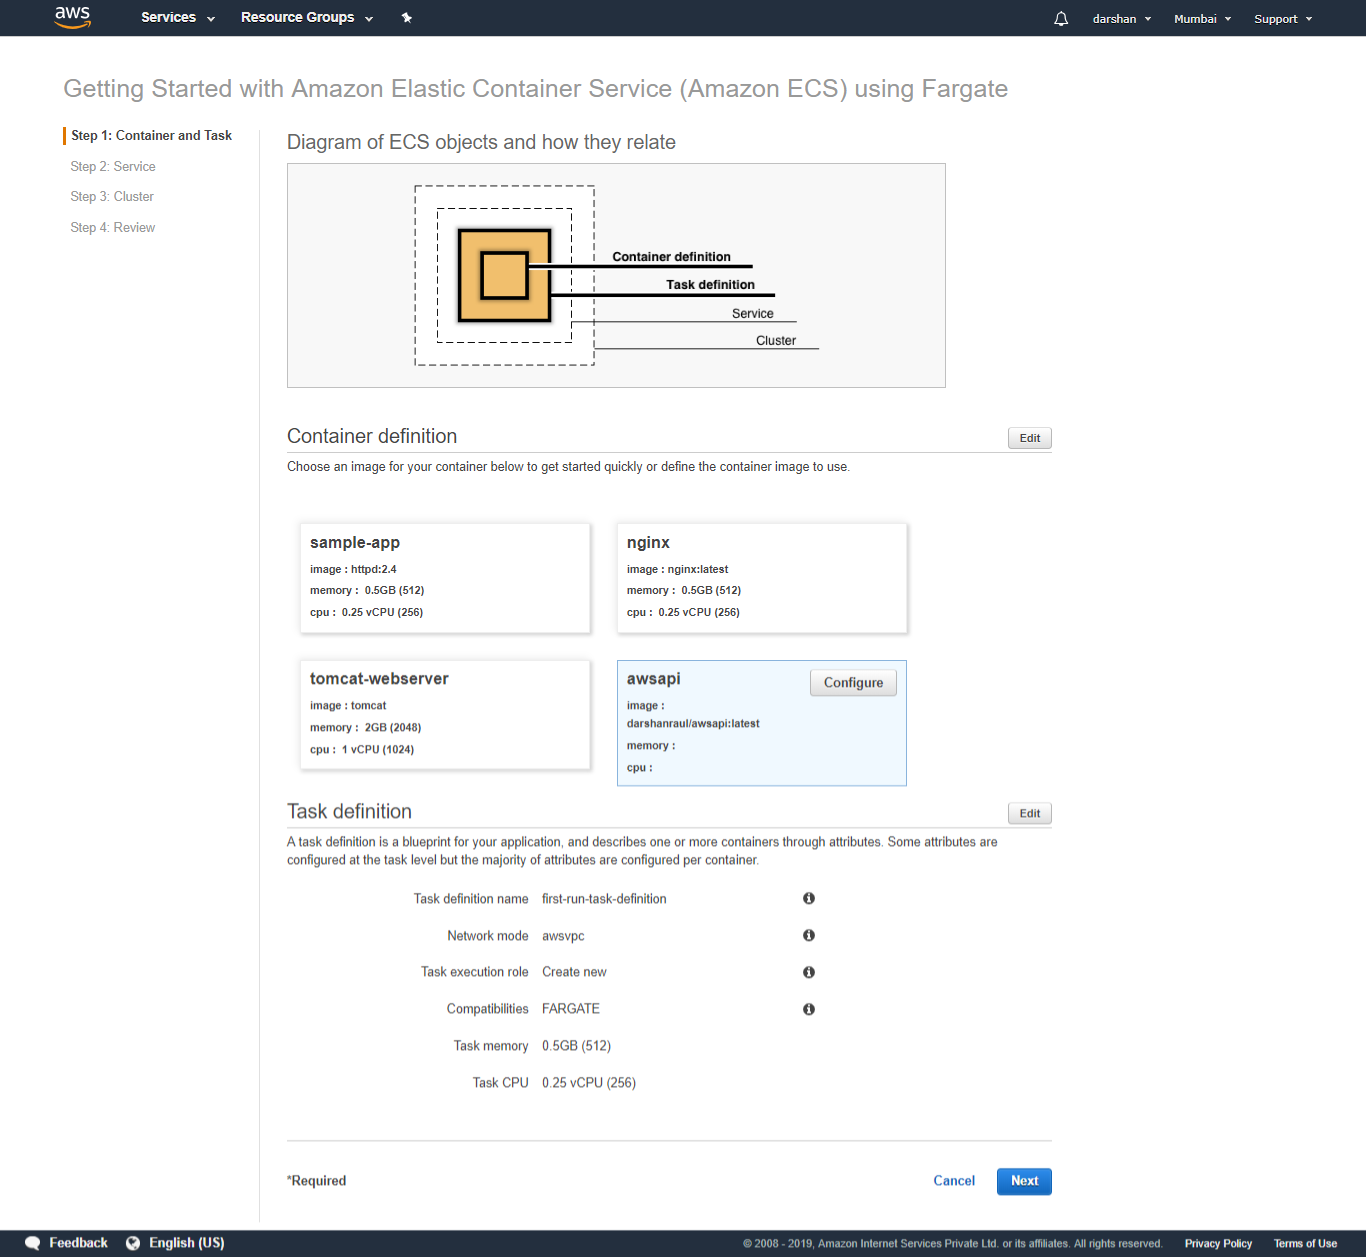 aws
Services
Resource Groups
darshan
Mumbai
Support
Getting Started with Amazon Elastic Container Service (Amazon ECS) using Fargate
Step 1: Container and Task
Step 2: Service
Step 3: Cluster
Step 4: Review
Diagram of ECS objects and how they relate
Container definition
Task definition
Service
Cluster
Container definition
Edit
Choose an image for your container below to get started quickly or define the container image to use.
sample-app
image : httpd:2.4
memory : 0.5GB (512)
cpu : 0.25 vCPU (256)
nginx
image : nginx:latest
memory : 0.5GB (512)
cpu : 0.25 vCPU (256)
tomcat-webserver
image : tomcat
memory : 2GB (2048)
cpu : 1 vCPU (1024)
awsapi
Configure
image :
darshanraul/awsapi:latest
memory :
cpu :
Task definition
Edit
A task definition is a blueprint for your application, and describes one or more containers through attributes. Some attributes are
configured at the task level but the majority of attributes are configured per container.
Task definition name first-run-task-definition
Network mode awsvpc
Task execution role Create new
Compatibilities FARGATE
Task memory 0.5GB (512)
Task CPU 0.25 vCPU (256)
*Required
Cancel
Next
Feedback
English (US)
© 2008 - 2019, Amazon Internet Services Private Ltd. or its affiliates. All rights reserved.
Privacy Policy
Terms of Use